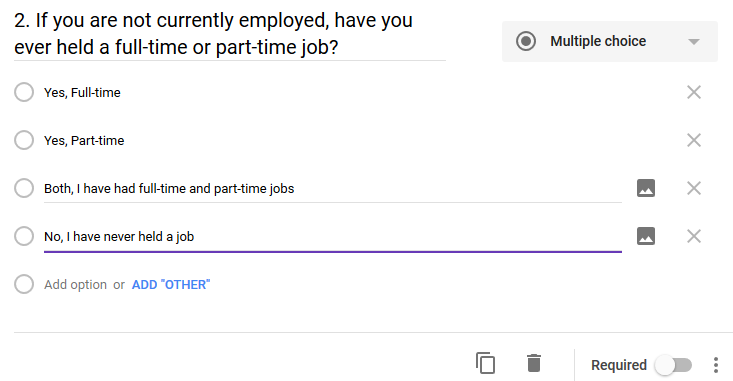 2. If you are not currently employed, have you
ever held a full-time or part-time job?
Multiple choice
Yes, Full-time
Yes, Part-time
Both, I have had full-time and part-time jobs
No, I have never held a job
Add option or ADD "OTHER"
Required